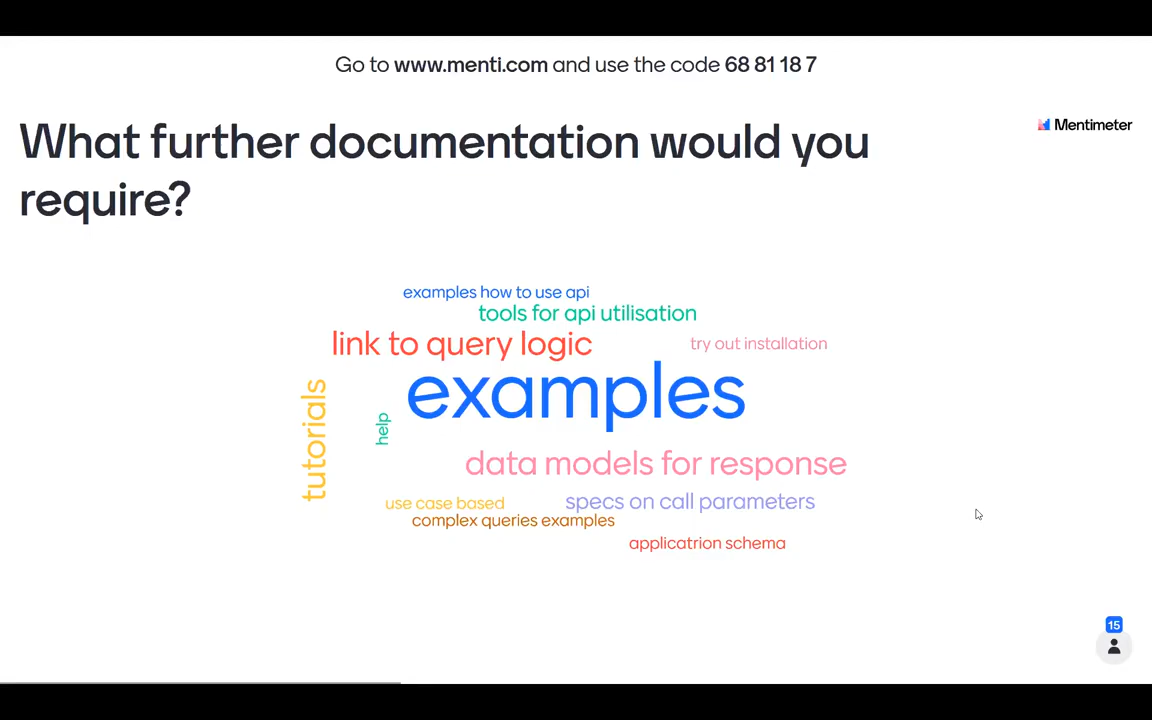 Go to www.menti.com and use the code 68 81 18 7
Mentimeter
What further documentation would you
require?
examples how to use api
tools for api utilisation
link to query logic
try out installation
examples
tutorials
help
data models for response
use case based
specs on call parameters
complex queries examples
applicatrion schema
15